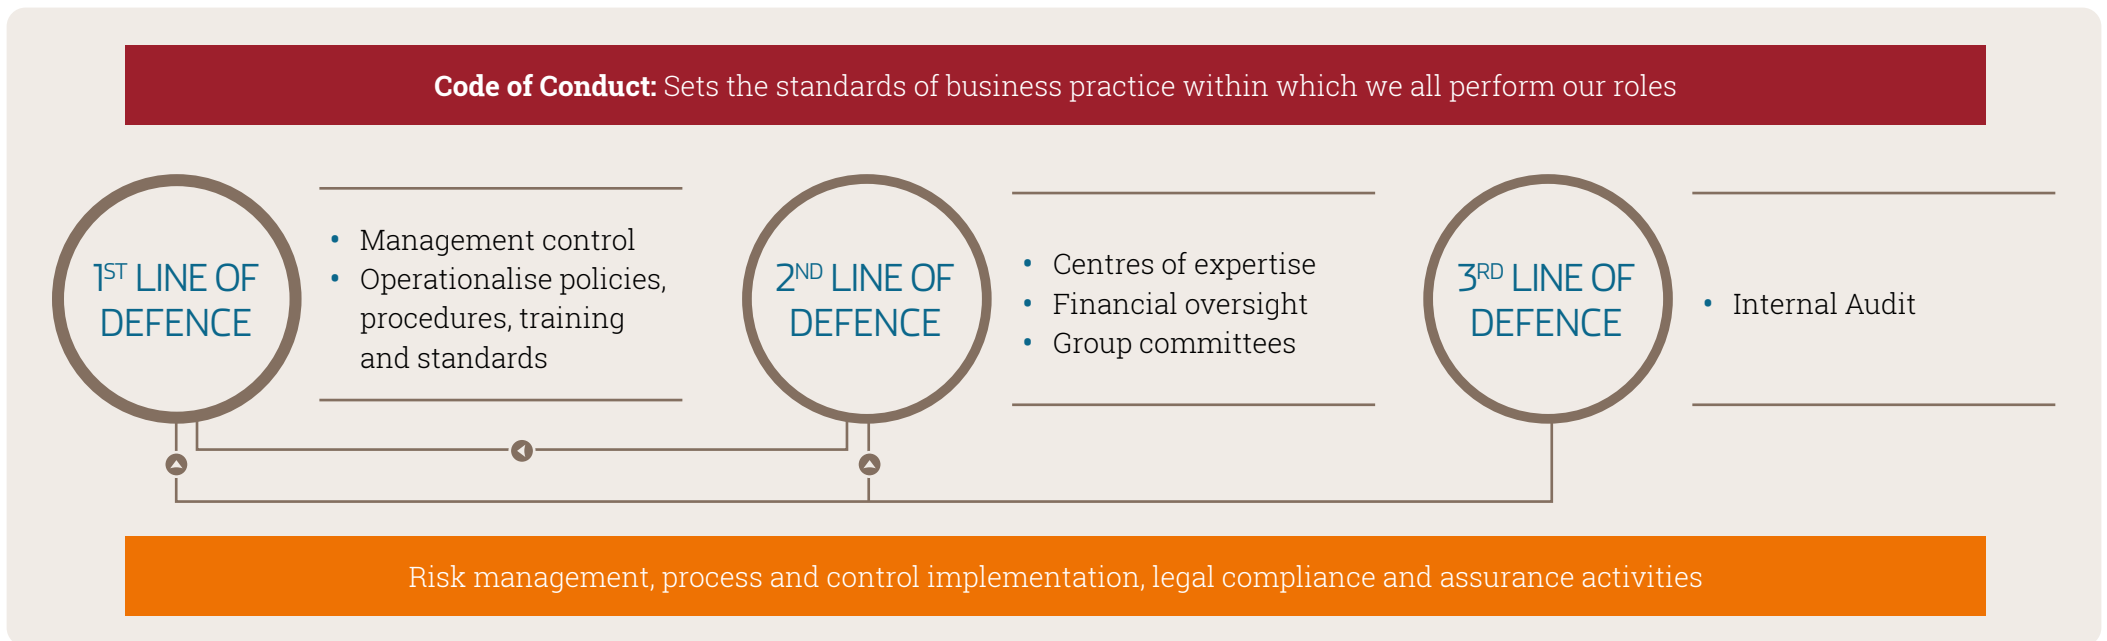 Code of Conduct: Sets the standards of business practice within which we all perform our roles
1ST LINE OF
DEFENCE
• Management control
• Operationalise policies,
procedures, training
and standards
2ND LINE OF
DEFENCE
• Centres of expertise
• Financial oversight
• Group committees
3RD LINE OF
DEFENCE
• Internal Audit
Risk management, process and control implementation, legal compliance and assurance activities